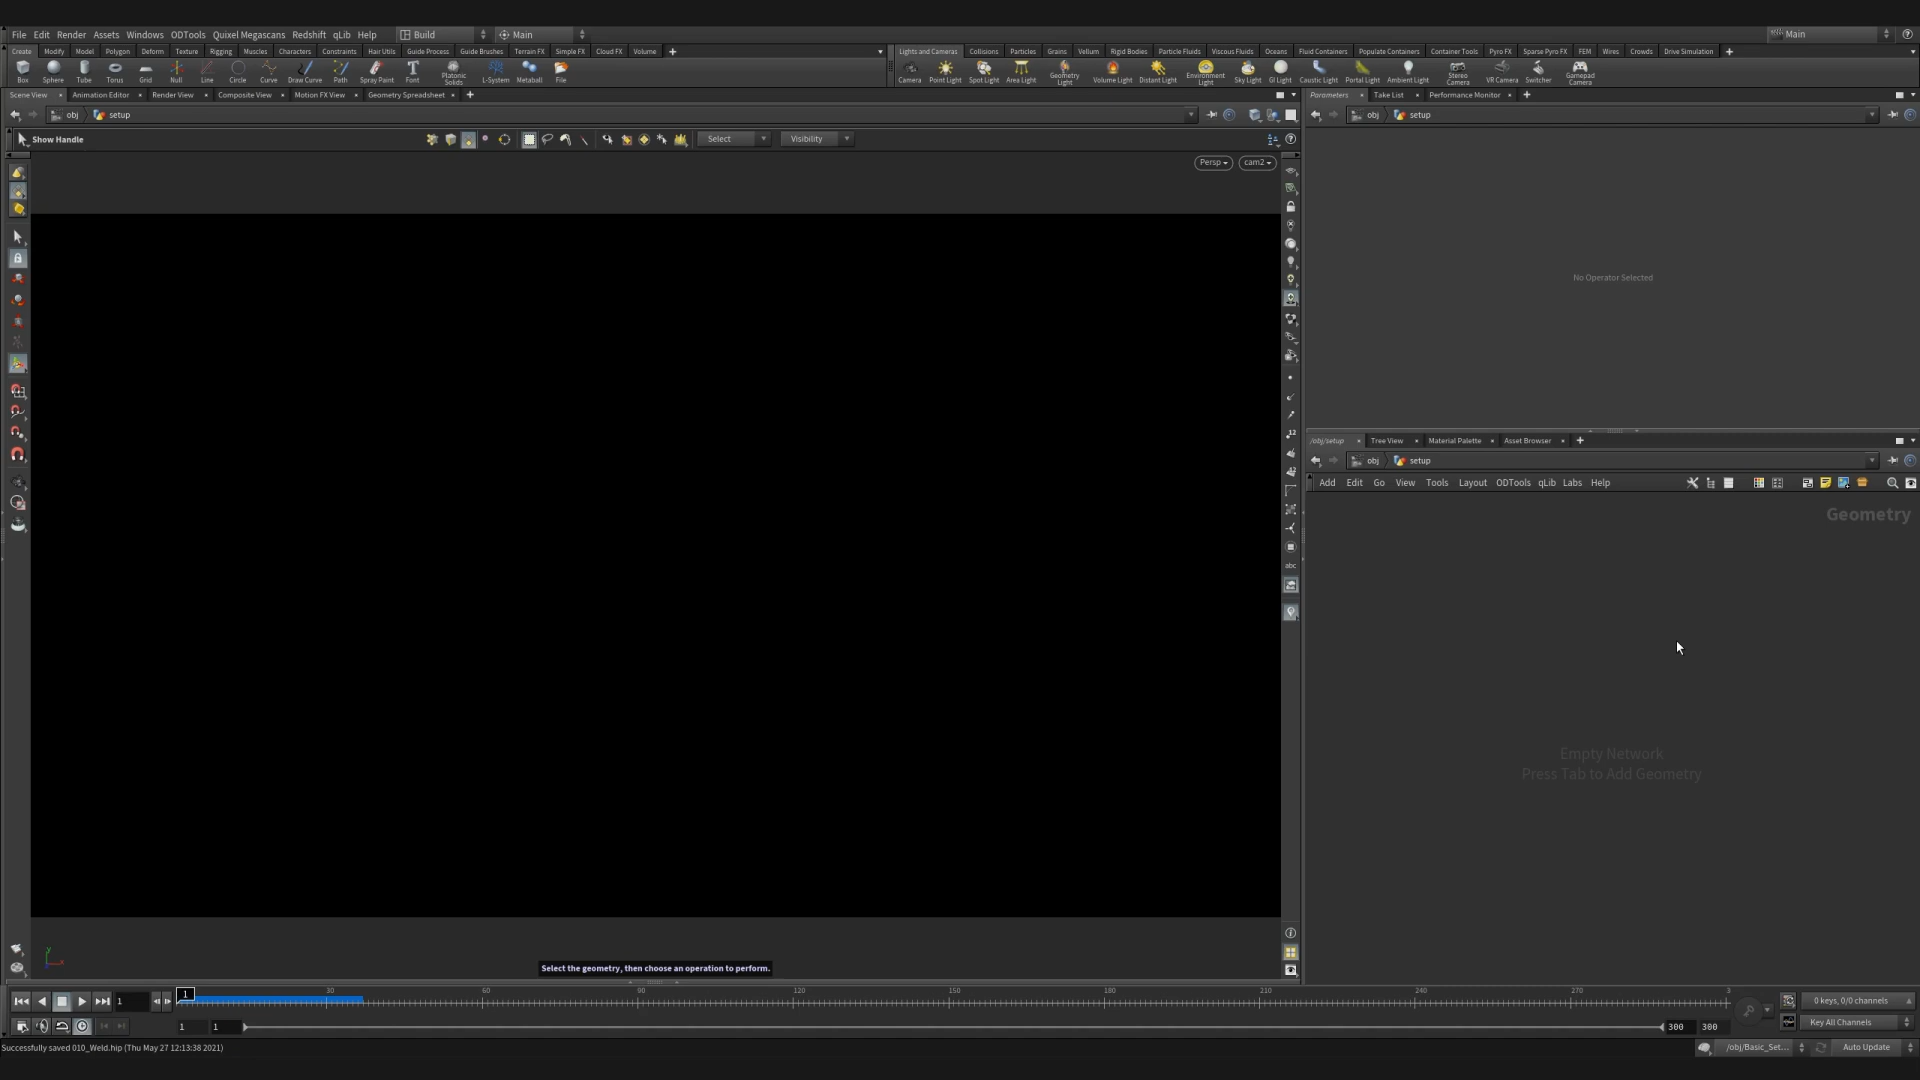 File Edit Render Assets Windows ODTools Quixel Megascans Redshift qLib Help Build Main Main
Create Modify Model Polygon Deform Texture Rigging Muscles Characters Constraints Hair Utils Guide Process Guide Brushes Terrain FX Simple FX Cloud FX Volume
Lights and Cameras Collisions Particles Grains Vellum Rigid Bodies Particle Fluids Viscous Fluids Oceans Fluid Containers Populate Containers Container Tools Pyro FX Sparse Pyro FX FEM Wires Crowds Drive Simulation
Box Sphere Tube Torus Grid Null Line Circle Curve Draw Curve Path Spray Paint Font Platonic Solids L-System Metaball File
Camera Point Light Spot Light Area Light Geometry Light Volume Light Distant Light Environment Light Sky Light GI Light Caustic Light Portal Light Ambient Light Stereo Camera VR Camera Switcher Gamepad Camera
Scene View Animation Editor Render View Composite View Motion FX View Geometry Spreadsheet
Parameters Take List Performance Monitor
obj setup
obj setup
Show Handle Select Visibility
Persp cam2
No Operator Selected
/obj/setup Tree View Material Palette Asset Browser
obj setup
Add Edit Go View Tools Layout ODTools qLib Labs Help
Geometry
12
abc
Empty Network
Press Tab to Add Geometry
y
x
Select the geometry, then choose an operation to perform.
1 1 30 60 90 120 150 180 210 240 270 3
0 keys, 0/0 channels
1 1 300 300
Key All Channels
Successfully saved 010_Weld.hip (Thu May 27 12:13:38 2021)
/obj/Basic_Set... Auto Update